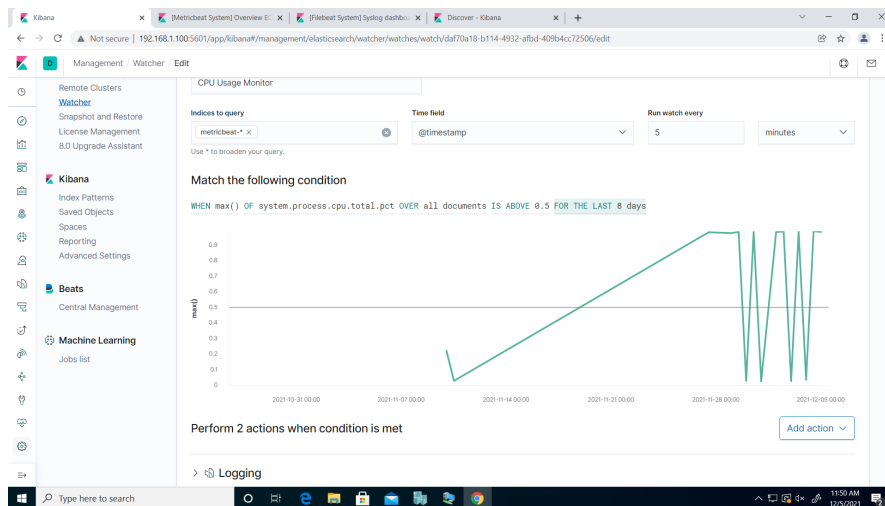 Kibana
[Metricbeat System] Overview EC
[Filebeat System] Syslog dashboa
Discover - Kibana
Not secure | 192.168.1.100:5601/app/kibana#/management/elasticsearch/watcher/watches/watch/daf70a18-b114-4932-afbd-409b4cc72506/edit
D Management / Watcher / Edit
Remote Clusters
Watcher
Snapshot and Restore
License Management
8.0 Upgrade Assistant
Kibana
Index Patterns
Saved Objects
Spaces
Reporting
Advanced Settings
Beats
Central Management
Machine Learning
Jobs list
CPU Usage Monitor
Indices to query
Time field
Run watch every
metricbeat-* ×
@timestamp
5
minutes
Use * to broaden your query.
Match the following condition
WHEN max() OF system.process.cpu.total.pct OVER all documents IS ABOVE 0.5 FOR THE LAST 8 days
max()
0.9
0.8
0.7
0.6
0.5
0.4
0.3
0.2
0.1
0
2021-10-31 00:00
2021-11-07 00:00
2021-11-14 00:00
2021-11-21 00:00
2021-11-28 00:00
2021-12-05 00:00
Perform 2 actions when condition is met
Add action
Logging
Type here to search
11:50 AM
12/5/2021